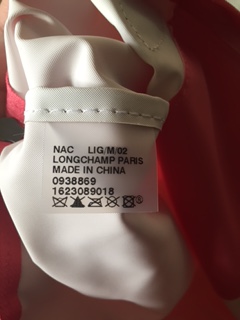 NAC LIG/M/02
LONGCHAMP PARIS
MADE IN CHINA
0938869
1623089018